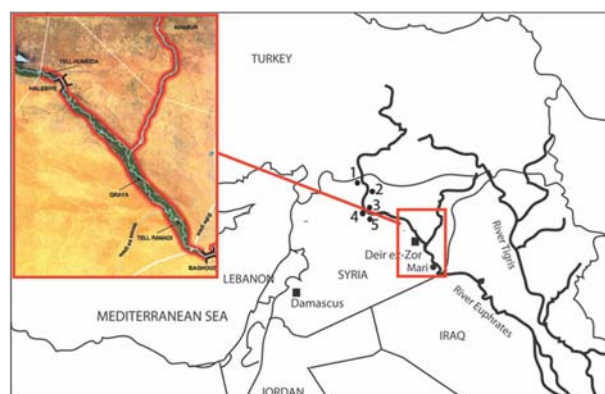 KHABUR
TELL HUMEIDA
HALEBIYE
QRAYA
TELL RAMADI
BAGHOUZ
TURKEY
1
2
3
4
5
Deir ez-Zor
Mari
LEBANON
SYRIA
Damascus
MEDITERRANEAN SEA
River Tigris
River Euphrates
IRAQ
JORDAN